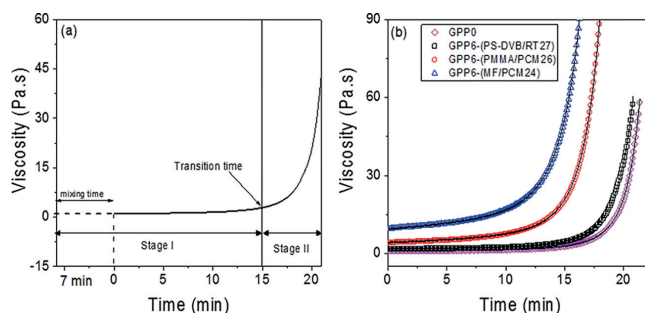 (a)
Viscosity (Pa.s)
60
45
30
15
0
-15
mixing time
Transition time
Stage I
Stage II
7 min
0
5
10
15
20
Time (min)
(b)
Viscosity (Pa.s)
90
60
30
0
GPP0
GPP6-(PS-DVB/RT27)
GPP6-(PMMA/PCM26)
GPP6-(MF/PCM24)
0
5
10
15
20
Time (min)